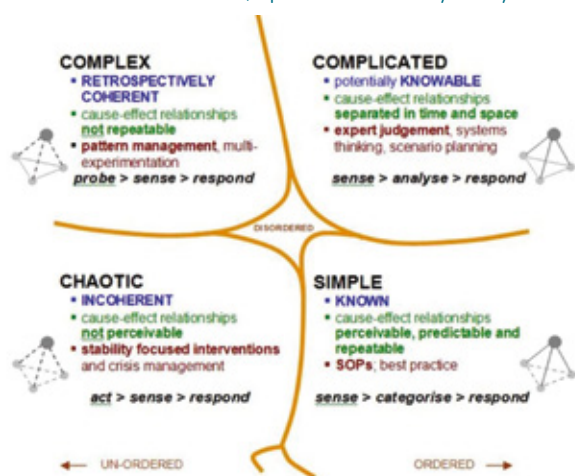 COMPLEX
▪ RETROSPECTIVELY
COHERENT
▪ cause-effect relationships
not repeatable
▪ pattern management, multi-
experimentation
probe > sense > respond
COMPLICATED
▪ potentially KNOWABLE
▪ cause-effect relationships
separated in time and space
▪ expert judgement, systems
thinking, scenario planning
sense > analyse > respond
DISORDERED
CHAOTIC
▪ INCOHERENT
▪ cause-effect relationships
not perceivable
▪ stability focused interventions
and crisis management
act > sense > respond
SIMPLE
▪ KNOWN
▪ cause-effect relationships
perceivable, predictable and
repeatable
▪ SOPs; best practice
sense > categorise > respond
UN-ORDERED
ORDERED